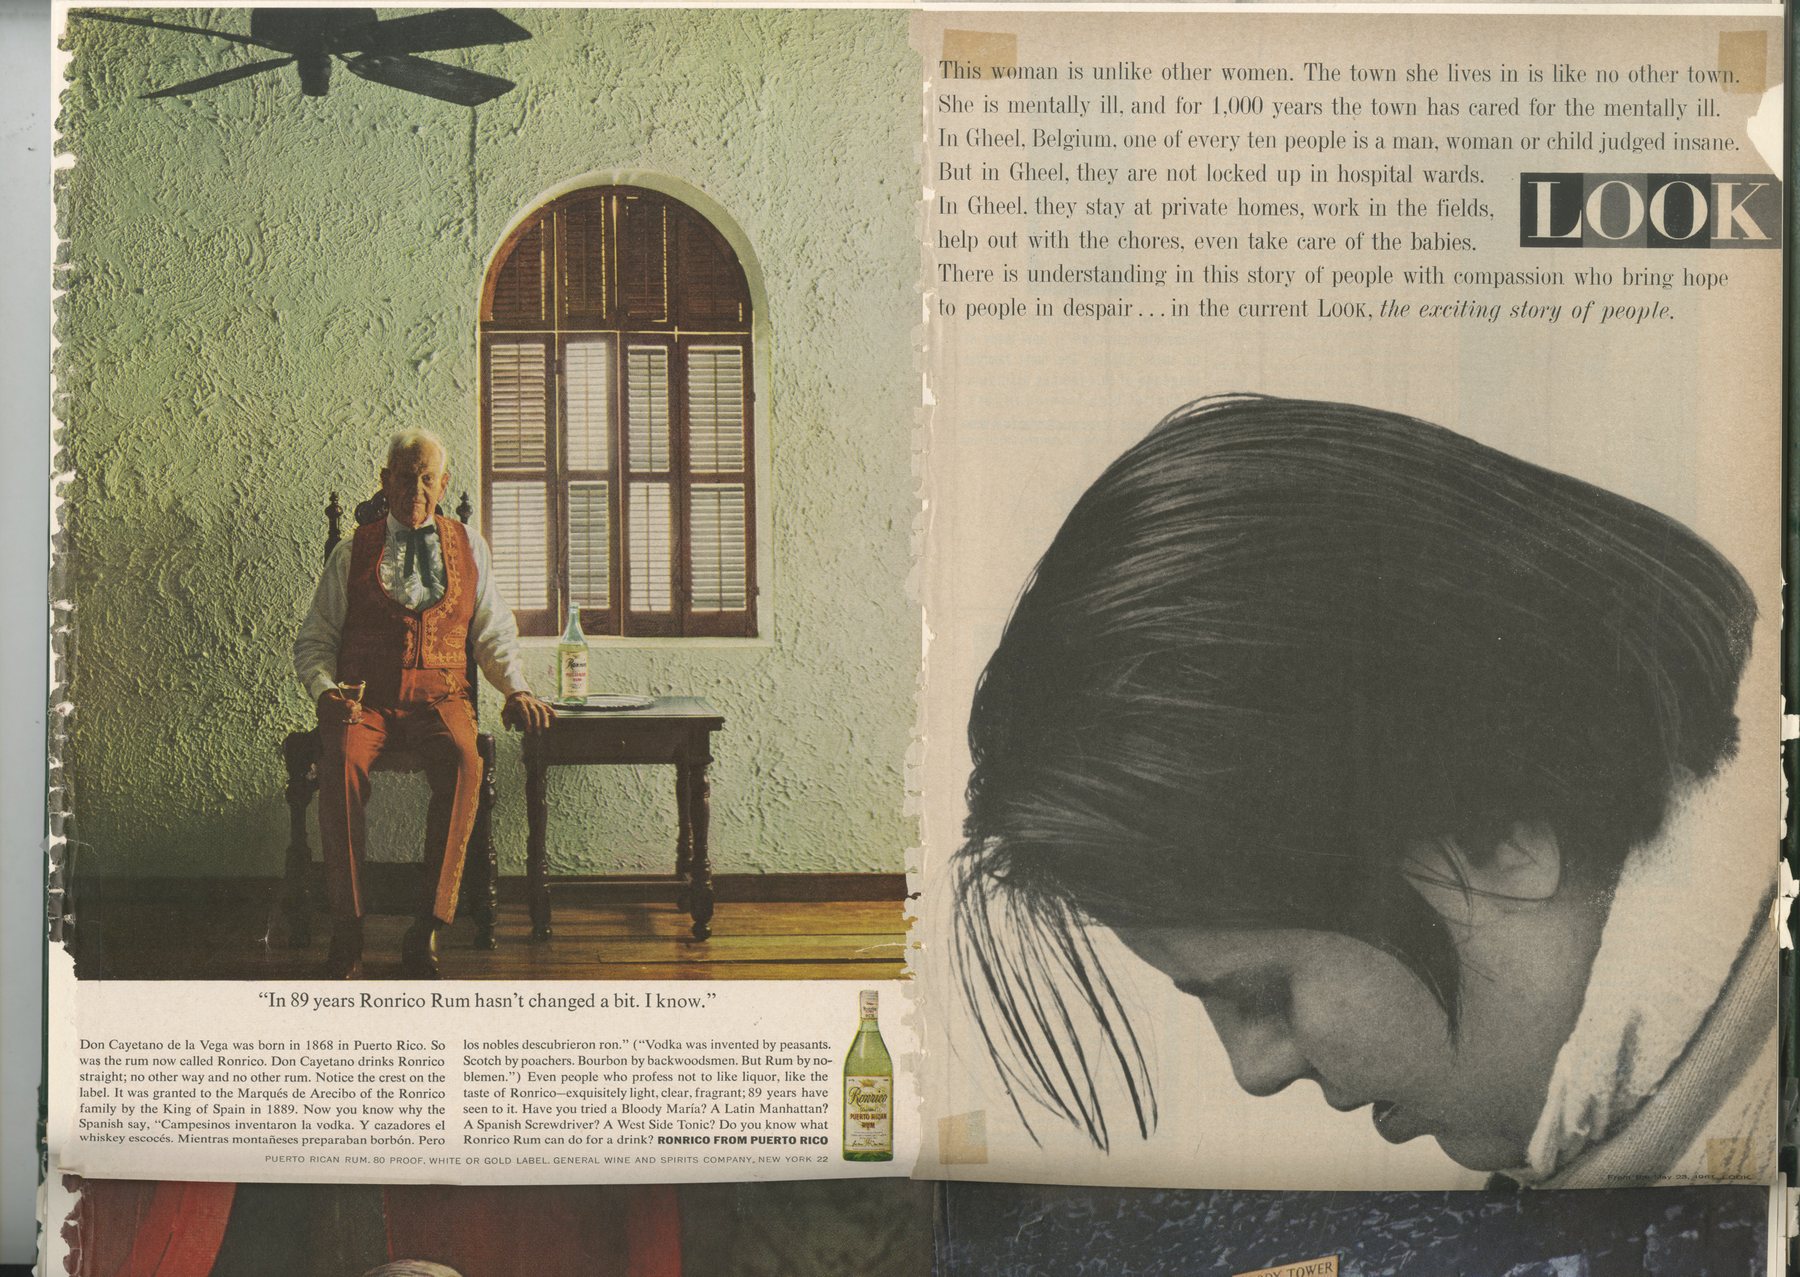 "In 89 years Ronrico Rum hasn't changed a bit. I know."
Don Cayetano de la Vega was born in 1868 in Puerto Rico. So
was the rum now called Ronrico. Don Cayetano drinks Ronrico
straight; no other way and no other rum. Notice the crest on the
label. It was granted to the Marqués de Arecibo of the Ronrico
family by the King of Spain in 1889. Now you know why the
Spanish say, "Campesinos inventaron la vodka. Y cazadores el
whiskey escocés. Mientras montañeses preparaban borbón. Pero
los nobles descubrieron ron." ("Vodka was invented by peasants.
Scotch by poachers. Bourbon by backwoodsmen. But Rum by no-
blemen.") Even people who profess not to like liquor, like the
taste of Ronrico—exquisitely light, clear, fragrant; 89 years have
seen to it. Have you tried a Bloody María? A Latin Manhattan?
A Spanish Screwdriver? A West Side Tonic? Do you know what
Ronrico Rum can do for a drink? RONRICO FROM PUERTO RICO
PUERTO RICAN RUM. 80 PROOF. WHITE OR GOLD LABEL. GENERAL WINE AND SPIRITS COMPANY, NEW YORK 22
Ronrico
PUERTO RICAN
RUM
This woman is unlike other women. The town she lives in is like no other town.
She is mentally ill, and for 1,000 years the town has cared for the mentally ill.
In Gheel, Belgium, one of every ten people is a man, woman or child judged insane.
But in Gheel, they are not locked up in hospital wards.
In Gheel, they stay at private homes, work in the fields,
help out with the chores, even take care of the babies.
There is understanding in this story of people with compassion who bring hope
to people in despair . . . in the current LOOK, the exciting story of people.
LOOK
From the May 23, 1961, LOOK
TOWER